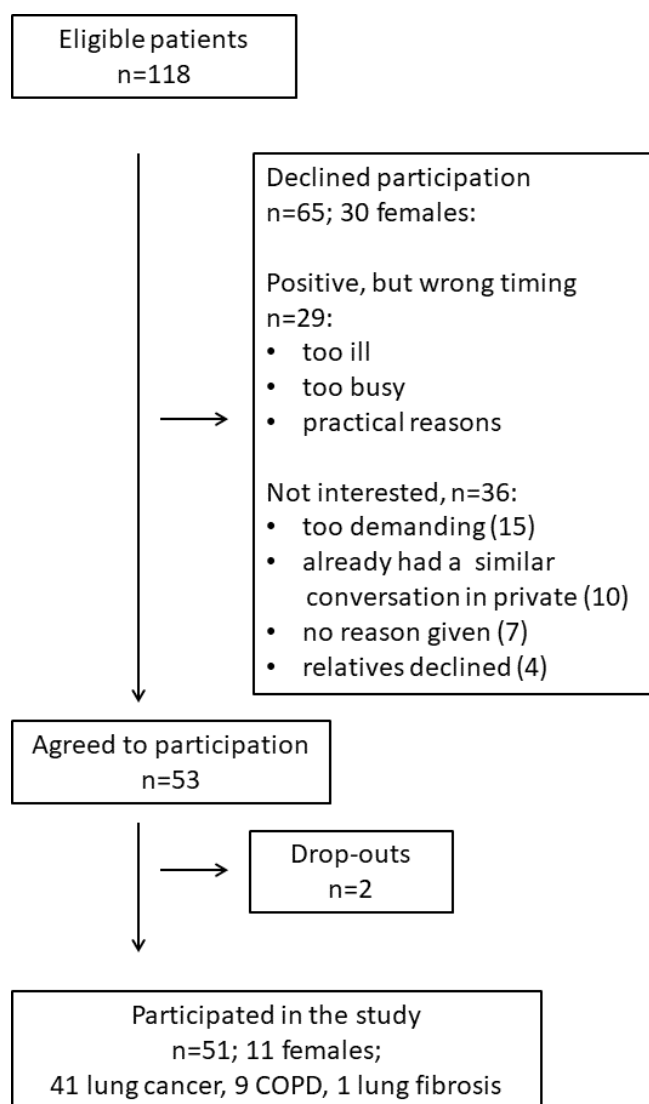 Eligible patients
n=118
Declined participation
n=65; 30 females:
Positive, but wrong timing
n=29:
• too ill
• too busy
• practical reasons
Not interested, n=36:
• too demanding (15)
• already had a similar
conversation in private (10)
• no reason given (7)
• relatives declined (4)
Agreed to participation
n=53
Drop-outs
n=2
Participated in the study
n=51; 11 females;
41 lung cancer, 9 COPD, 1 lung fibrosis